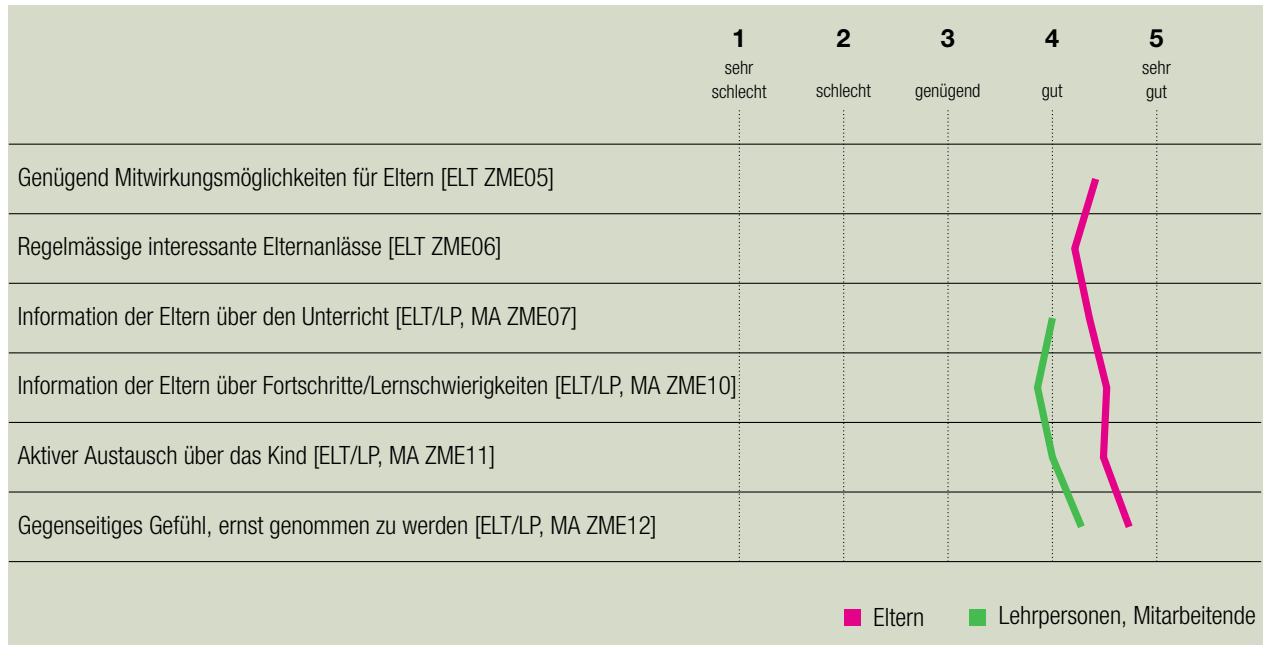 1 2 3 4 5
sehr schlecht schlecht genügend gut sehr gut
Genügend Mitwirkungsmöglichkeiten für Eltern [ELT ZME05]
Regelmässige interessante Elternanlässe [ELT ZME06]
Information der Eltern über den Unterricht [ELT/LP, MA ZME07]
Information der Eltern über Fortschritte/Lernschwierigkeiten [ELT/LP, MA ZME10]
Aktiver Austausch über das Kind [ELT/LP, MA ZME11]
Gegenseitiges Gefühl, ernst genommen zu werden [ELT/LP, MA ZME12]
Eltern Lehrpersonen, Mitarbeitende